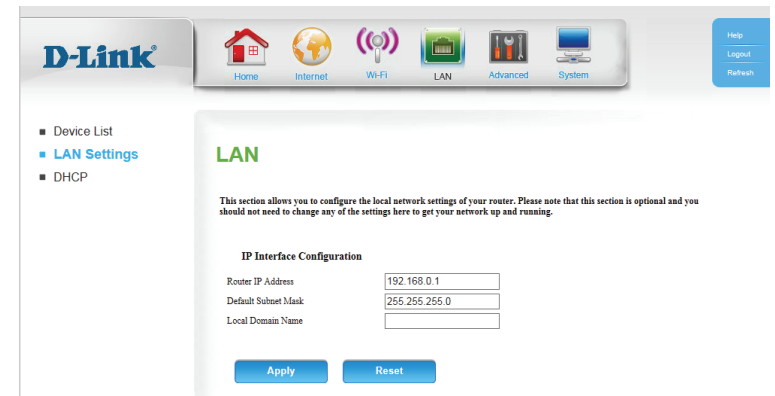 D-Link®
Home
Internet
Wi-Fi
LAN
Advanced
System
Help
Logout
Refresh
Device List
LAN Settings
DHCP
LAN
This section allows you to configure the local network settings of your router. Please note that this section is optional and you
should not need to change any of the settings here to get your network up and running.
IP Interface Configuration
Router IP Address 192.168.0.1
Default Subnet Mask 255.255.255.0
Local Domain Name
Apply Reset